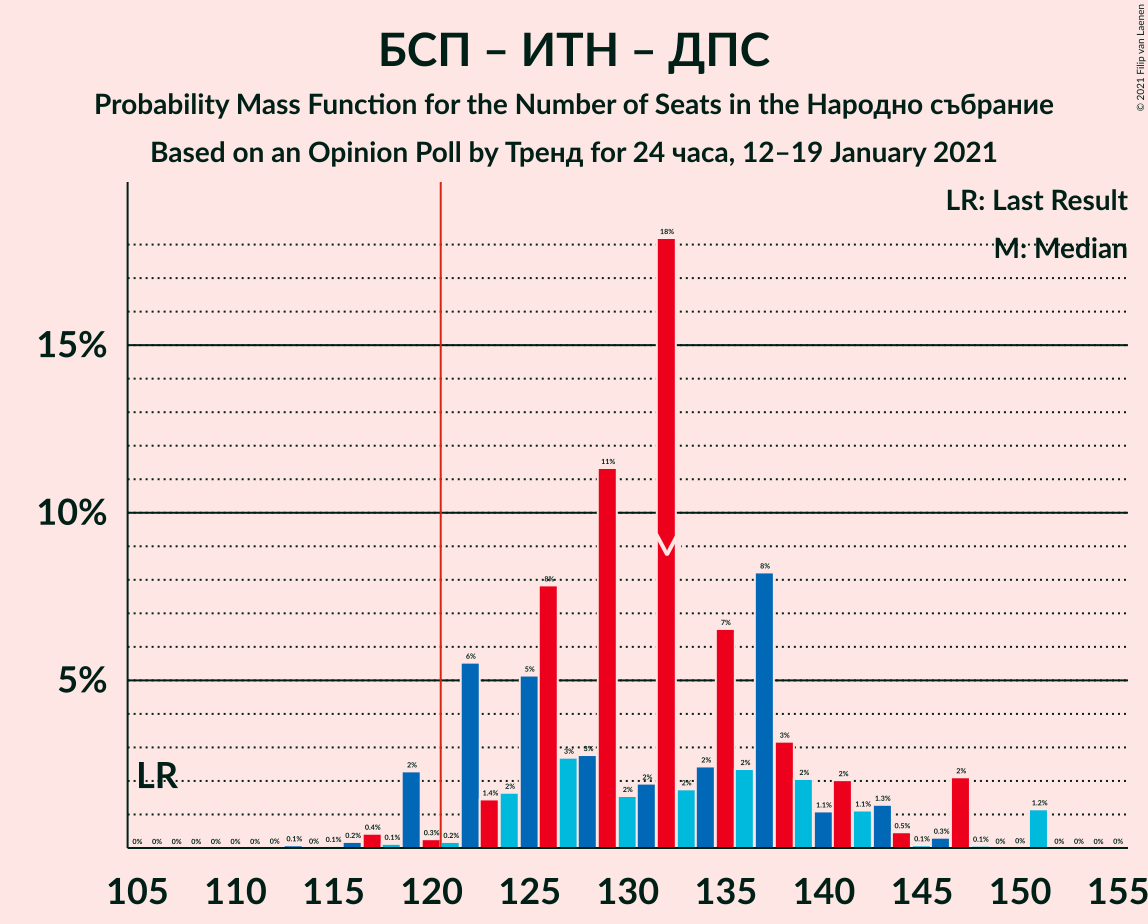 БСП – ИТН – ДПС
Probability Mass Function for the Number of Seats in the Народно събрание
Based on an Opinion Poll by Тренд for 24 часа, 12–19 January 2021
© 2021 Filip van Laenen
LR: Last Result
M: Median
15%
10%
5%
LR
0% 0% 0% 0% 0% 0% 0% 0% 0.1% 0% 0.1% 0.2% 0.4% 0.1% 2% 0.3% 0.2% 6% 1.4% 2% 5% 8% 3% 3% 11% 2% 2% 18% 2% 2% 7% 2% 8% 3% 2% 1.1% 2% 1.1% 1.3% 0.5% 0.1% 0.3% 2% 0.1% 0% 0% 1.2% 0% 0% 0% 0%
105 110 115 120 125 130 135 140 145 150 155